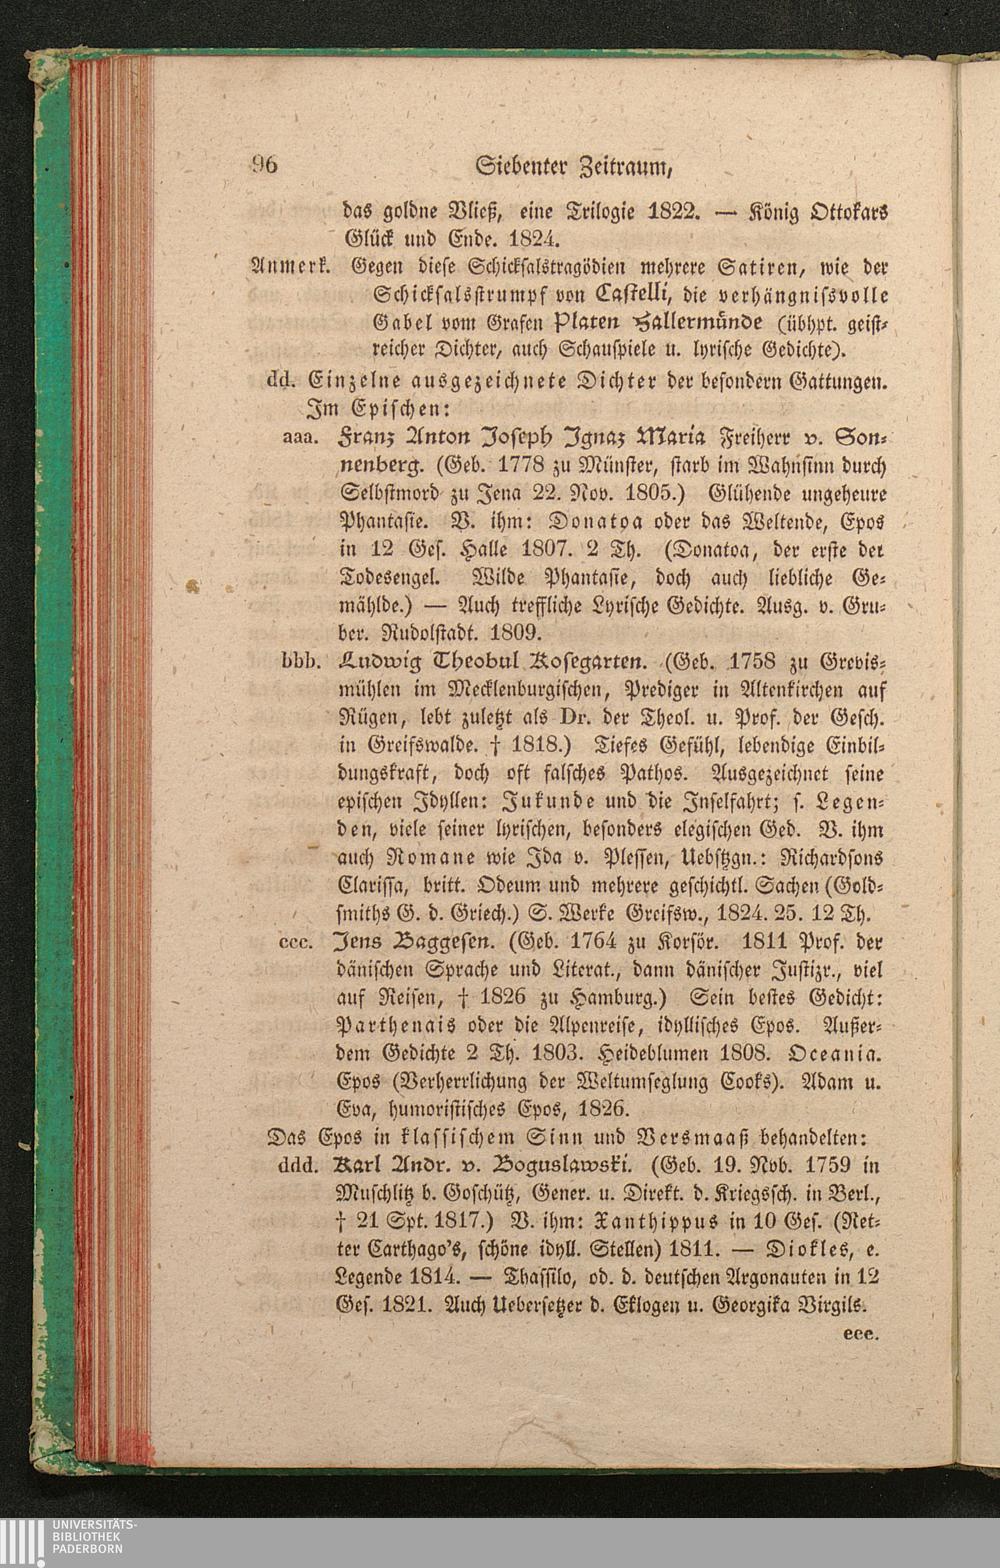 96 Siebenter Zeitraum,
das goldne Vließ, eine Trilogie 1822. — König Ottokars
Glück und Ende. 1824.
Anmerk. Gegen diese Schicksalstragödien mehrere Satiren, wie der
Schicksalsstrumpf von Castelli, die verhängnissvolle
Gabel vom Grafen Platen Hallermünde (übhpt. geist-
reicher Dichter, auch Schauspiele u. lyrische Gedichte).
dd. Einzelne ausgezeichnete Dichter der besondern Gattungen.
Im Epischen:
aaa. Franz Anton Joseph Ignaz Maria Freiherr v. Son-
nenberg. (Geb. 1778 zu Münster, starb im Wahnsinn durch
Selbstmord zu Jena 22. Nov. 1805.) Glühende ungeheure
Phantasie. V. ihm: Donatoa oder das Weltende, Epos
in 12 Ges. Halle 1807. 2 Th. (Donatoa, der erste der
Todesengel. Wilde Phantasie, doch auch liebliche Ge-
mählde.) — Auch treffliche Lyrische Gedichte. Ausg. v. Gru-
ber. Rudolstadt. 1809.
bbb. Ludwig Theobul Kosegarten. (Geb. 1758 zu Grevis-
mühlen im Mecklenburgischen, Prediger in Altenkirchen auf
Rügen, lebt zuletzt als Dr. der Theol. u. Prof. der Gesch.
in Greifswalde. † 1818.) Tiefes Gefühl, lebendige Einbil-
dungskraft, doch oft falsches Pathos. Ausgezeichnet seine
epischen Idyllen: Jukunde und die Inselfahrt; s. Legen-
den, viele seiner lyrischen, besonders elegischen Ged. V. ihm
auch Romane wie Ida v. Plessen, Uebstzgn.: Richardsons
Clarissa, britt. Odeum und mehrere geschichtl. Sachen (Gold-
smiths G. d. Griech.) S. Werke Greifsw., 1824. 25. 12 Th.
ccc. Jens Baggesen. (Geb. 1764 zu Korsör. 1811 Prof. der
dänischen Sprache und Literat., dann dänischer Justizr., viel
auf Reisen, † 1826 zu Hamburg.) Sein bestes Gedicht:
Parthenais oder die Alpenreise, idyllisches Epos. Außer-
dem Gedichte 2 Th. 1803. Heideblumen 1808. Oceania.
Epos (Verherrlichung der Weltumseglung Cooks). Adam u.
Eva, humoristisches Epos, 1826.
Das Epos in klassischem Sinn und Versmaaß behandelten:
ddd. Karl Andr. v. Boguslawski. (Geb. 19. Nvb. 1759 in
Muschlitz b. Goschütz, Gener. u. Direkt. d. Kriegssch. in Berl.,
† 21 Spt. 1817.) V. ihm: Xanthippus in 10 Ges. (Ret-
ter Carthago's, schöne idyll. Stellen) 1811. — Diokles, e.
Legende 1814. — Thassilo, od. d. deutschen Argonauten in 12
Ges. 1821. Auch Uebersetzer d. Eklogen u. Georgika Virgils.
eee.
UNIVERSITÄTS-
BIBLIOTHEK
PADERBORN